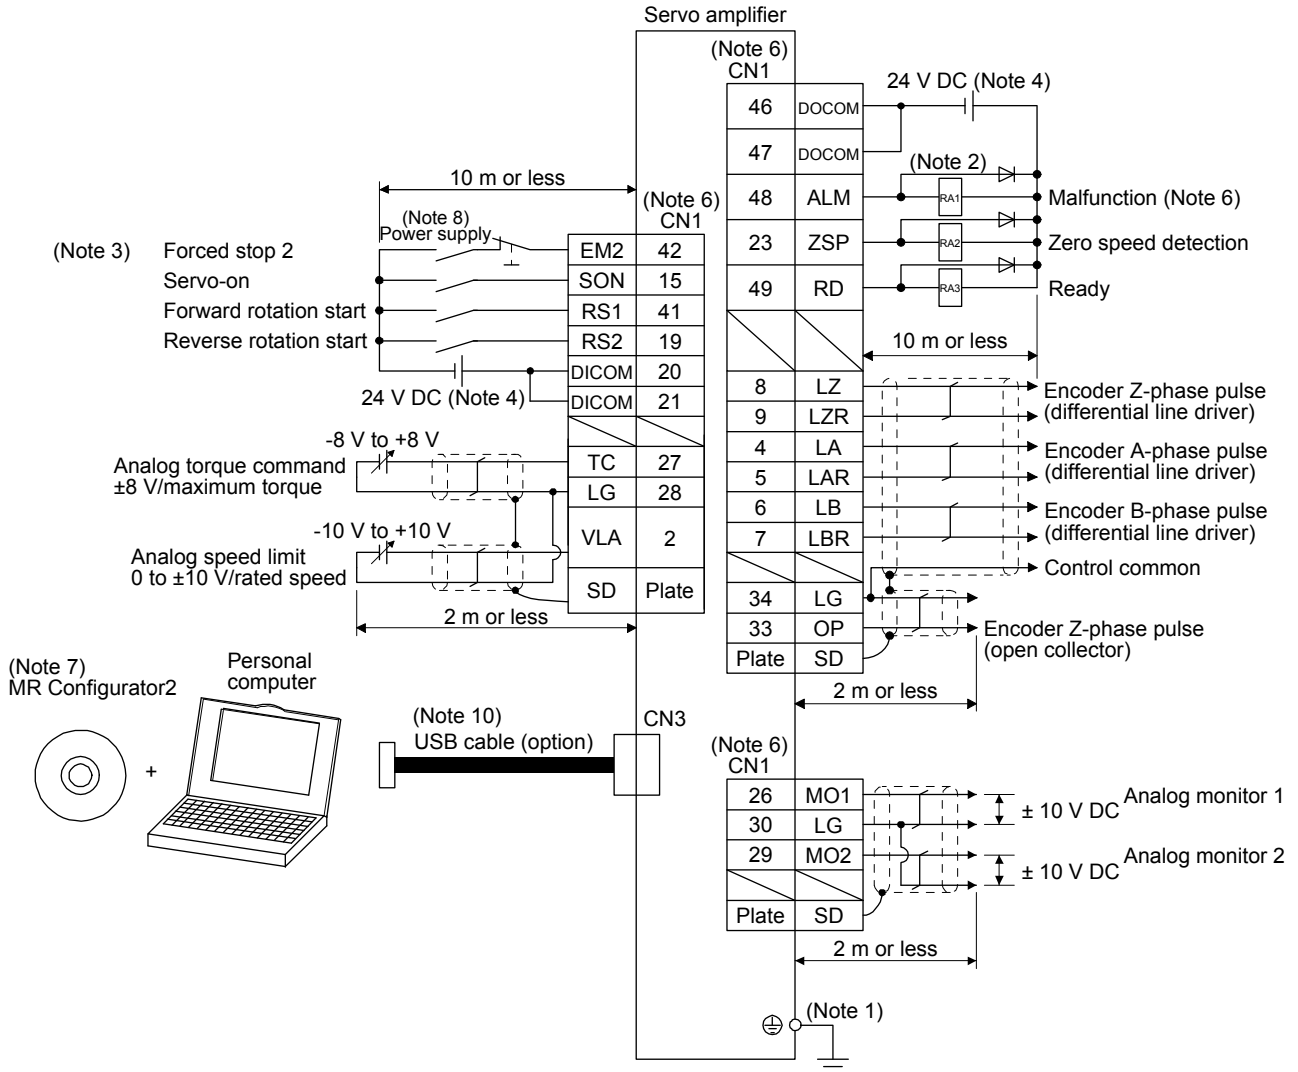 Servo amplifier
(Note 6)
CN1
24 V DC (Note 4)
46 DOCOM
47 DOCOM
(Note 2)
48 ALM RA1 Malfunction (Note 6)
23 ZSP RA2 Zero speed detection
49 RD RA3 Ready
10 m or less
8 LZ Encoder Z-phase pulse
9 LZR (differential line driver)
4 LA Encoder A-phase pulse
5 LAR (differential line driver)
6 LB Encoder B-phase pulse
7 LBR (differential line driver)
Control common
34 LG
33 OP Encoder Z-phase pulse
(open collector)
Plate SD
2 m or less
10 m or less
(Note 6)
CN1
(Note 8)
Power supply
(Note 3) Forced stop 2 EM2 42
Servo-on SON 15
Forward rotation start RS1 41
Reverse rotation start RS2 19
DICOM 20
24 V DC (Note 4) DICOM 21
-8 V to +8 V
Analog torque command TC 27
±8 V/maximum torque LG 28
-10 V to +10 V VLA 2
Analog speed limit
0 to ±10 V/rated speed SD Plate
2 m or less
(Note 7)
MR Configurator2
+
Personal
computer
(Note 10)
USB cable (option)
CN3
(Note 6)
CN1
26 MO1 ± 10 V DC Analog monitor 1
30 LG
29 MO2 ± 10 V DC Analog monitor 2
Plate SD
2 m or less
(Note 1)